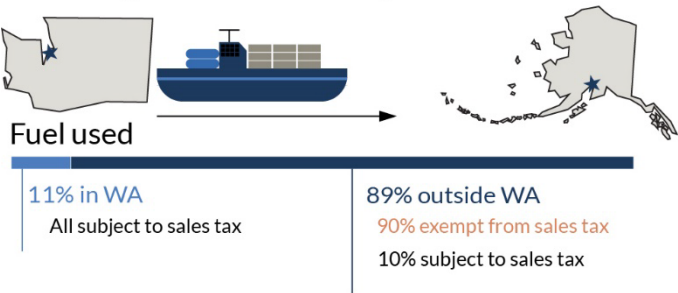 Fuel used
11% in WA
All subject to sales tax
89% outside WA
90% exempt from sales tax
10% subject to sales tax